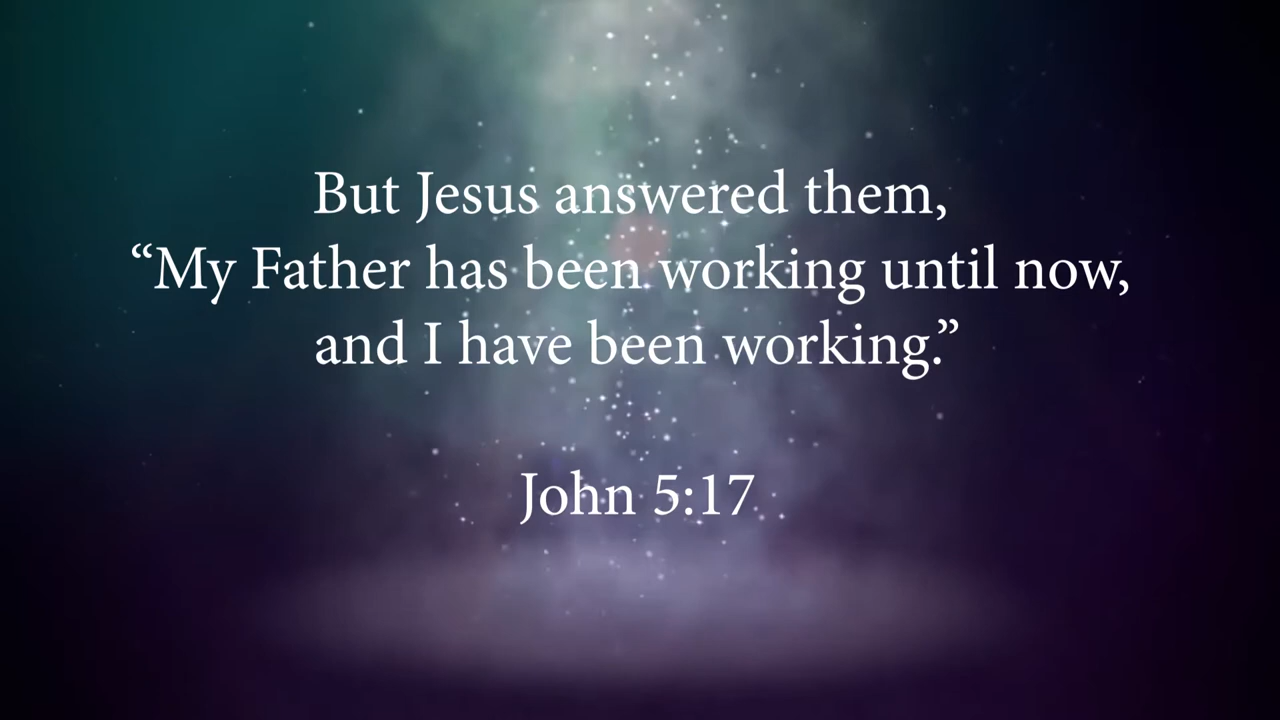 But Jesus answered them,
“My Father has been working until now,
and I have been working.”
John 5:17